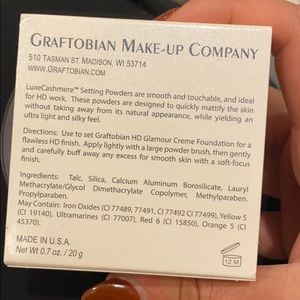 GRAFTOBIAN MAKE-UP COMPANY
510 TASMAN ST. MADISON, WI 53714
WWW.GRAFTOBIAN.COM
LuxeCashmere™ Setting Powders are smooth and touchable, and ideal
for HD work. These powders are designed to quickly mattify the skin
without taking away from its natural appearance, while yielding an
ultra light and silky feel.
Directions: Use to set Graftobian HD Glamour Creme Foundation for a
flawless HD finish. Apply lightly with a large powder brush, then gently
and carefully buff away any excess for smooth skin with a soft-focus
finish.
Ingredients: Talc, Silica, Calcium Aluminum Borosilicate, Lauryl
Methacrylate/Glycol Dimethacrylate Copolymer, Methylparaben,
Propylparaben.
May Contain: Iron Oxides (CI 77489, 77491, CI 77492 CI 77499), Yellow 5
(CI 19140), Ultramarines (CI 77007), Red 6 (CI 15850), Orange 5 (CI
45370).
MADE IN U.S.A.
Net Wt 0.7 oz. / 20 g
12 M